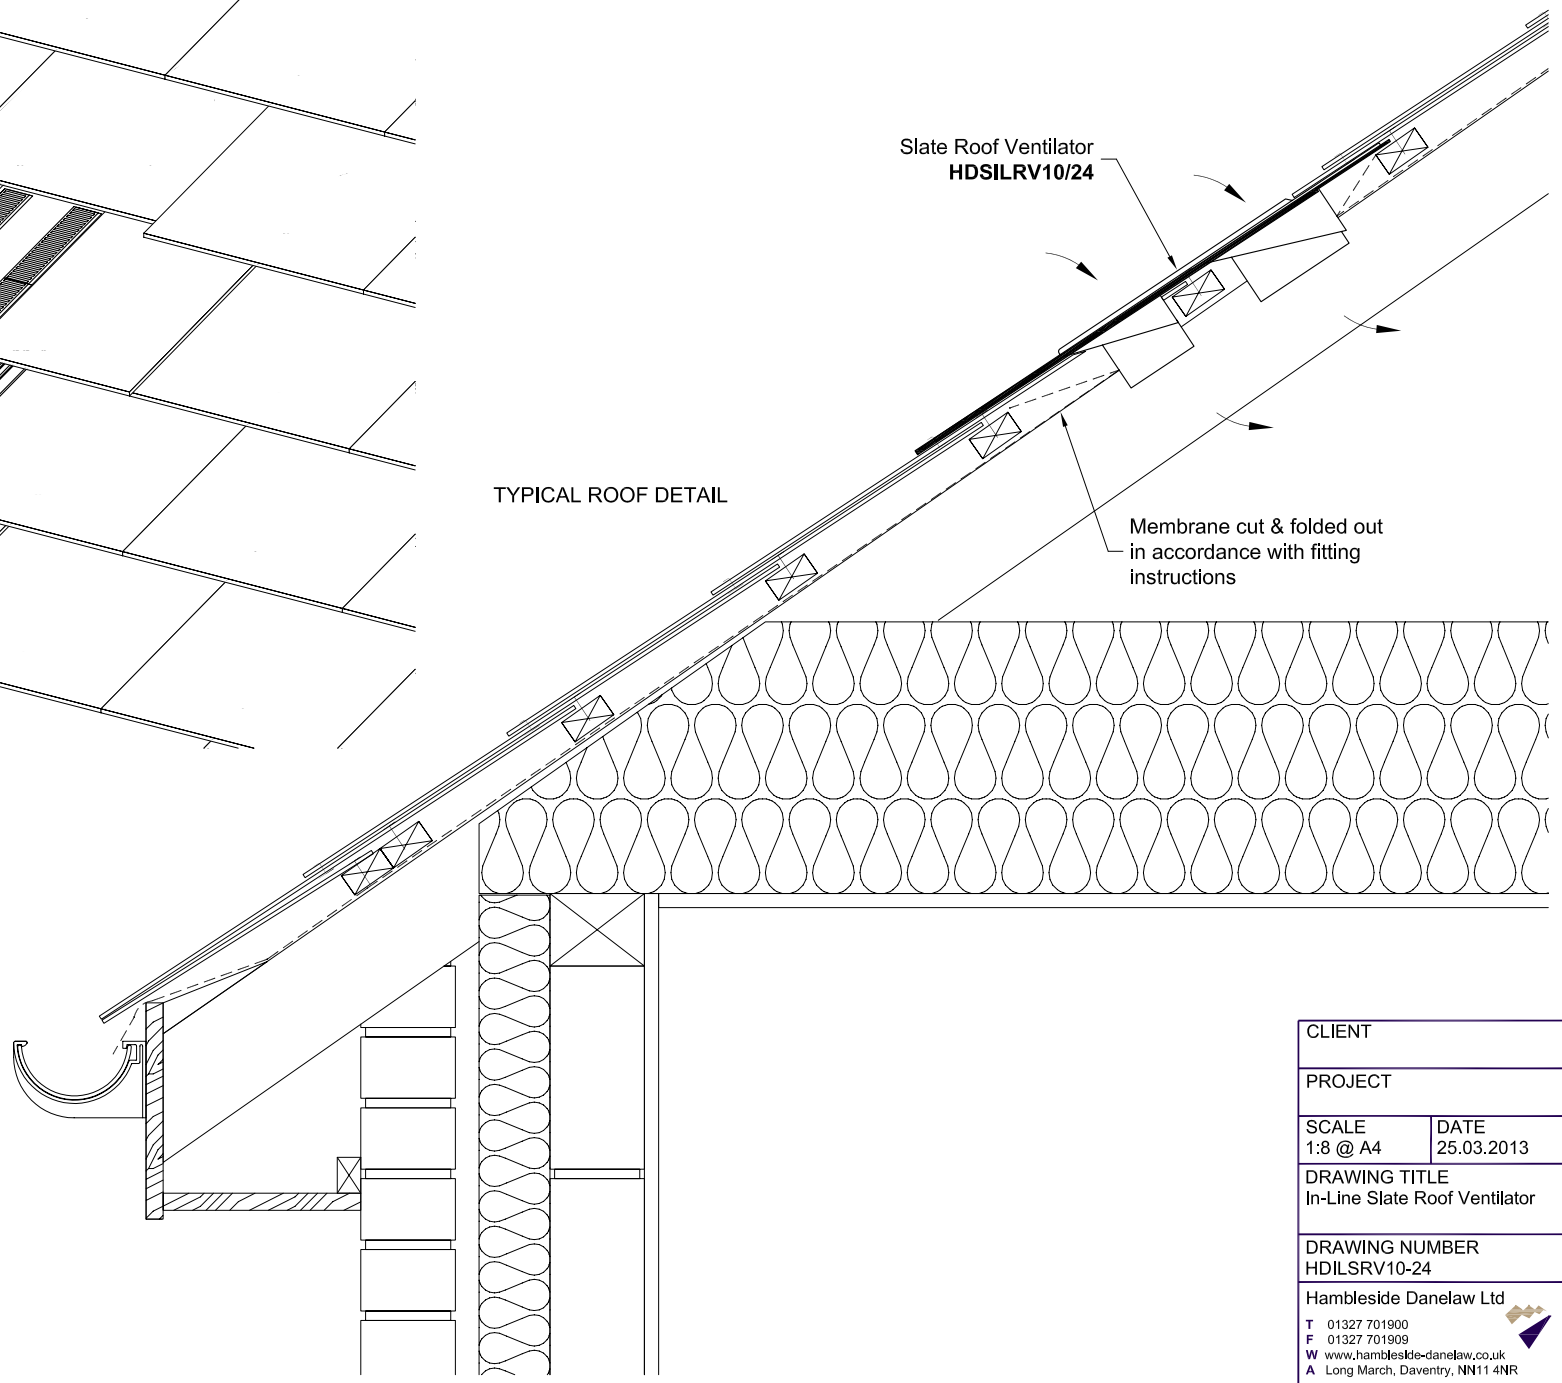 Slate Roof Ventilator
HDSILRV10/24
TYPICAL ROOF DETAIL
Membrane cut & folded out
in accordance with fitting
instructions
CLIENT
PROJECT
SCALE
1:8 @ A4
DATE
25.03.2013
DRAWING TITLE
In-Line Slate Roof Ventilator
DRAWING NUMBER
HDILSRV10-24
Hambleside Danelaw Ltd
T 01327 701900
F 01327 701909
W www.hambleside-danelaw.co.uk
A Long March, Daventry, NN11 4NR